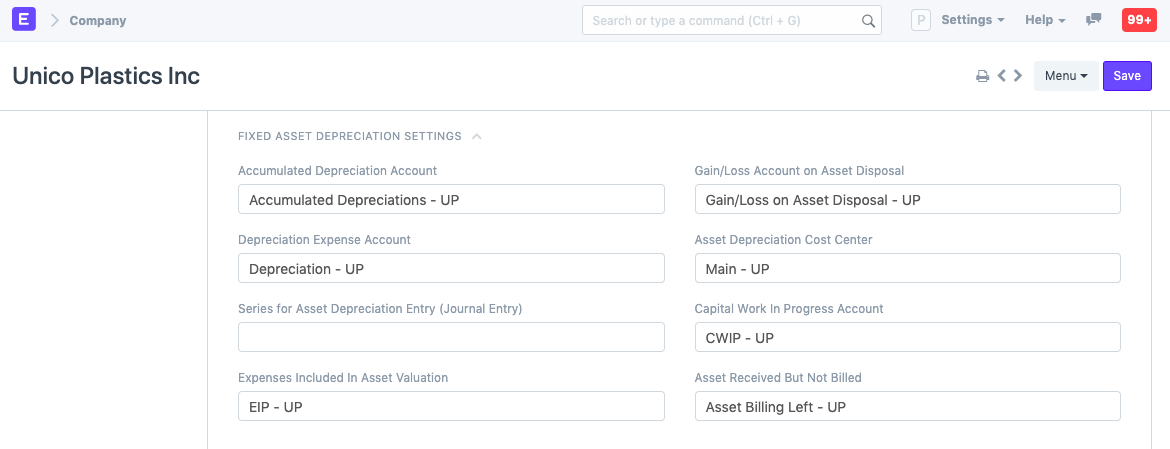 E Company Search or type a command (Ctrl + G) P Settings Help 99+
Unico Plastics Inc Menu Save
FIXED ASSET DEPRECIATION SETTINGS
Accumulated Depreciation Account Gain/Loss Account on Asset Disposal
Accumulated Depreciations - UP Gain/Loss on Asset Disposal - UP
Depreciation Expense Account Asset Depreciation Cost Center
Depreciation - UP Main - UP
Series for Asset Depreciation Entry (Journal Entry) Capital Work In Progress Account
CWIP - UP
Expenses Included In Asset Valuation Asset Received But Not Billed
EIP - UP Asset Billing Left - UP